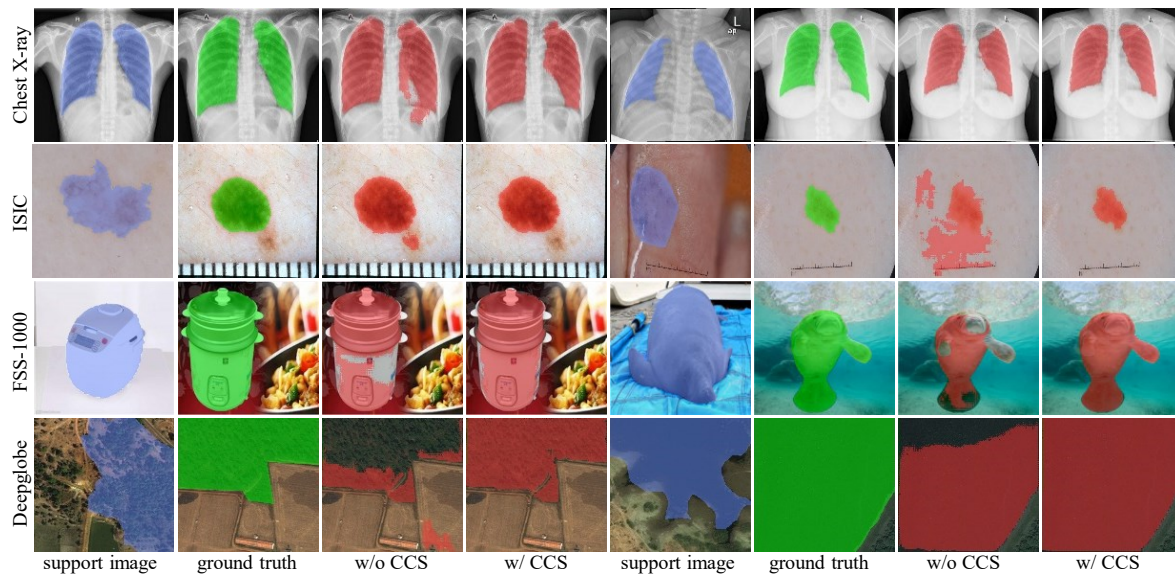 Chest X-ray
L
ISIC
FSS-1000
Deepglobe
support image
ground truth
w/o CCS
w/ CCS
support image
ground truth
w/o CCS
w/ CCS